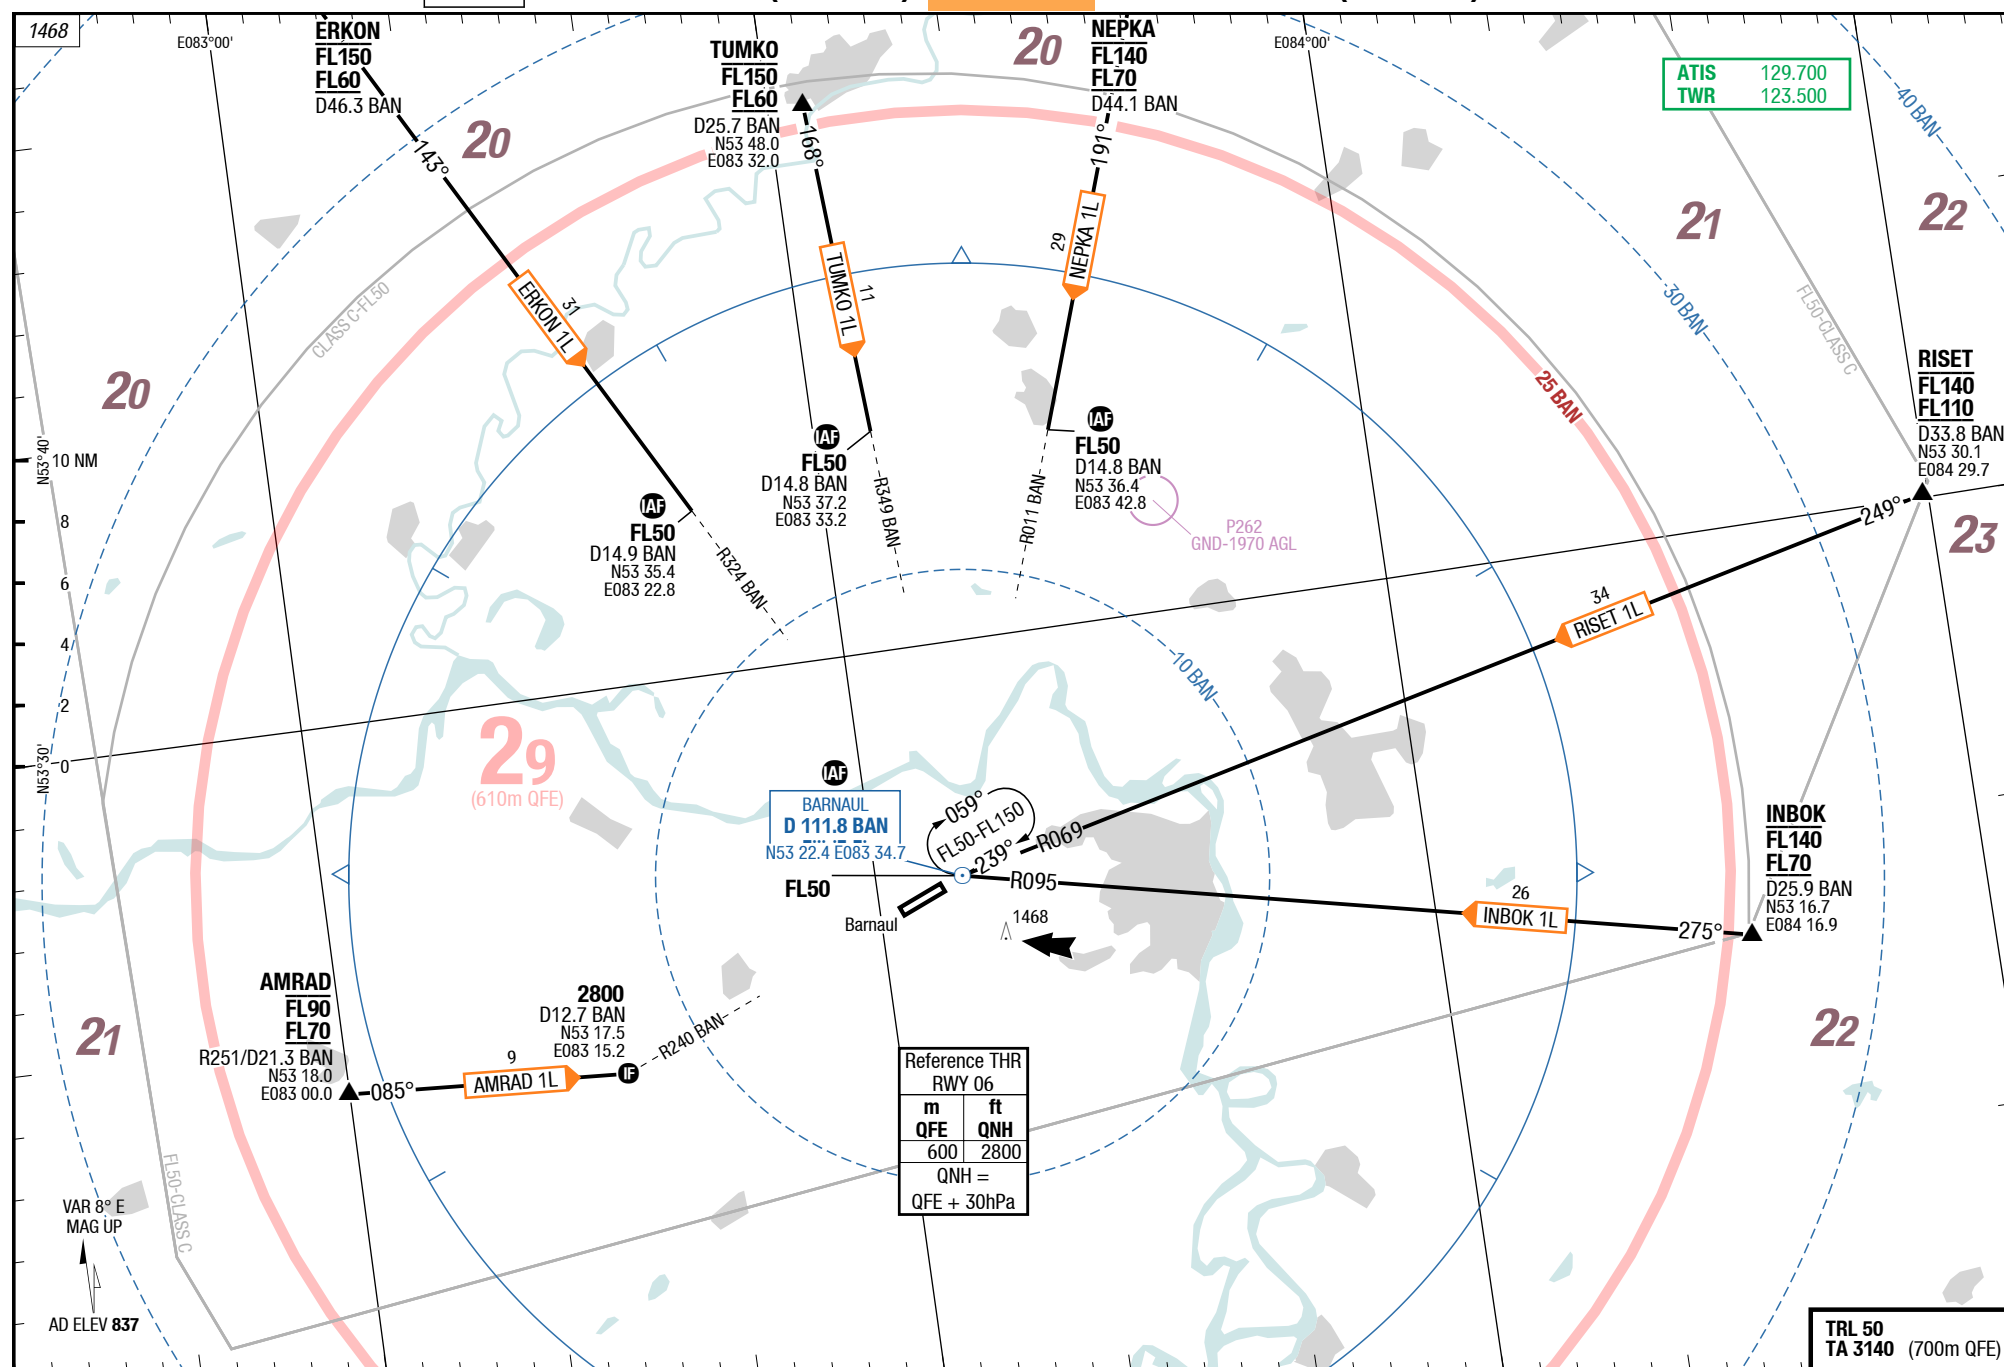 1468
E083°00'
ERKON
FL150
FL60
D46.3 BAN
143°
20
TUMKO
FL150
FL60
D25.7 BAN
N53 48.0
E083 32.0
168°
20
NEPKA
FL140
FL70
D44.1 BAN
191°
E084°00'
ATIS 129.700
TWR 123.500
40 BAN
21
22
CLASS C-FL50
31
ERKON 1L
11
TUMKO 1L
29
NEPKA 1L
30 BAN
FL50-CLASS C
20
25 BAN
RISET
FL140
FL110
D33.8 BAN
N53 30.1
E084 29.7
249°
23
N53°40'
10 NM
8
6
4
2
0
N53°30'
IAF
FL50
D14.9 BAN
N53 35.4
E083 22.8
R324 BAN
IAF
FL50
D14.8 BAN
N53 37.2
E083 33.2
R349 BAN
IAF
FL50
D14.8 BAN
N53 36.4
E083 42.8
R011 BAN
P262
GND-1970 AGL
34
RISET 1L
10 BAN
29
(610m QFE)
IAF
BARNAUL
D 111.8 BAN
N53 22.4 E083 34.7
FL50
059°
FL50-FL150
239°
R069
R095
Barnaul
1468
26
INBOK 1L
275°
INBOK
FL140
FL70
D25.9 BAN
N53 16.7
E084 16.9
AMRAD
FL90
FL70
R251/D21.3 BAN
N53 18.0
E083 00.0
085°
9
AMRAD 1L
2800
D12.7 BAN
N53 17.5
E083 15.2
IF
R240 BAN
21
22
Reference THR
RWY 06
m ft
QFE QNH
600 2800
QNH =
QFE + 30hPa
FL50-CLASS C
VAR 8° E
MAG UP
AD ELEV 837
TRL 50
TA 3140 (700m QFE)